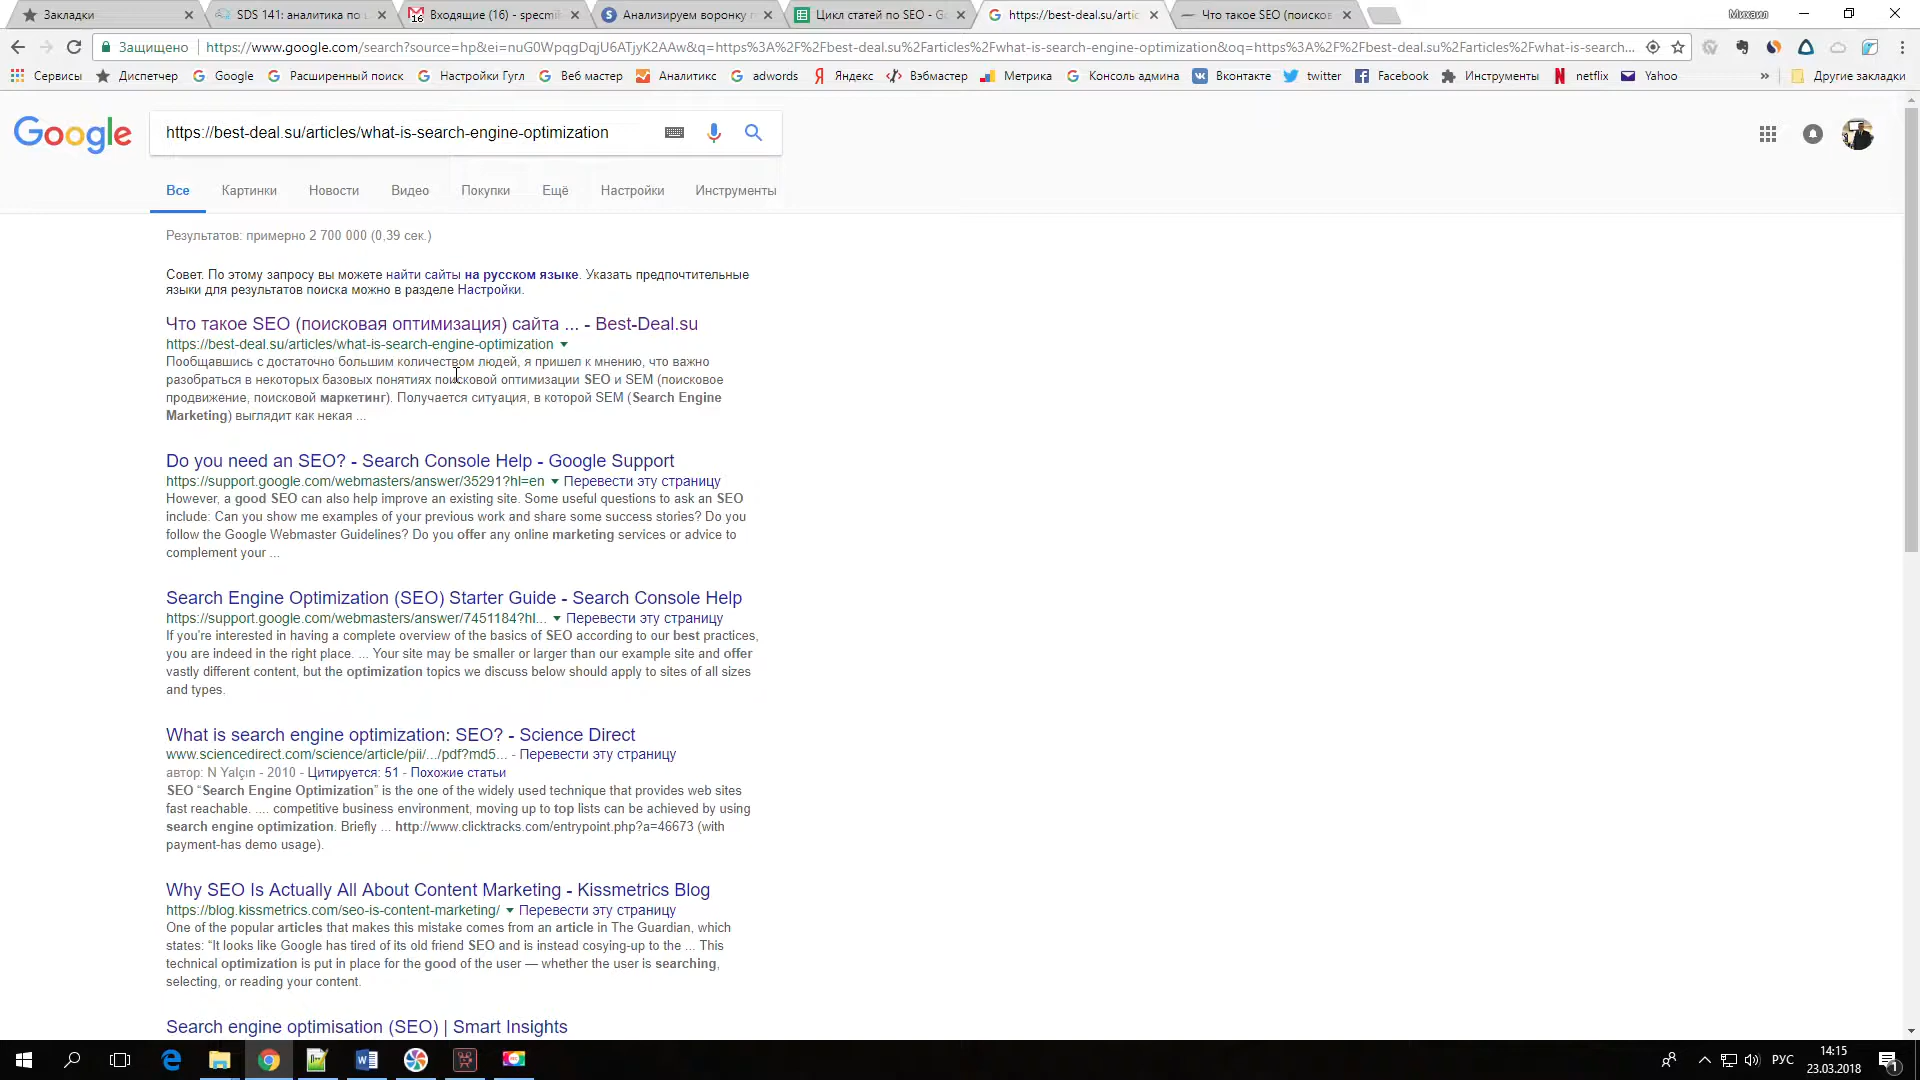 Закладки
SDS 141: аналитика по
Входящие (16) - specmi
Анализируем воронку
Цикл статей по SEO - G
https://best-deal.su/artic
Что такое SEO (поисков
Михаил
Защищено
https://www.google.com/search?source=hp&ei=nuG0WpqgDqjU6ATjyK2AAw&q=https%3A%2F%2Fbest-deal.su%2Farticles%2Fwhat-is-search-engine-optimization&oq=https%3A%2F%2Fbest-deal.su%2Farticles%2Fwhat-is-search...
Сервисы
Диспетчер
Google
Расширенный поиск
Настройки Гугл
Веб мастер
Аналитикс
adwords
Яндекс
Вэбмастер
Метрика
Консоль админа
Вконтакте
twitter
Facebook
Инструменты
netflix
Yahoo
»
Другие закладки
Google
https://best-deal.su/articles/what-is-search-engine-optimization
Все
Картинки
Новости
Видео
Покупки
Ещё
Настройки
Инструменты
Результатов: примерно 2 700 000 (0,39 сек.)
Совет. По этому запросу вы можете найти сайты на русском языке. Указать предпочтительные
языки для результатов поиска можно в разделе Настройки.
Что такое SEO (поисковая оптимизация) сайта ... - Best-Deal.su
https://best-deal.su/articles/what-is-search-engine-optimization
Пообщавшись с достаточно большим количеством людей, я пришел к мнению, что важно
разобраться в некоторых базовых понятиях поисковой оптимизации SEO и SEM (поисковое
продвижение, поисковой маркетинг). Получается ситуация, в которой SEM (Search Engine
Marketing) выглядит как некая ...
Do you need an SEO? - Search Console Help - Google Support
https://support.google.com/webmasters/answer/35291?hl=en Перевести эту страницу
However, a good SEO can also help improve an existing site. Some useful questions to ask an SEO
include: Can you show me examples of your previous work and share some success stories? Do you
follow the Google Webmaster Guidelines? Do you offer any online marketing services or advice to
complement your ...
Search Engine Optimization (SEO) Starter Guide - Search Console Help
https://support.google.com/webmasters/answer/7451184?hl... Перевести эту страницу
If you're interested in having a complete overview of the basics of SEO according to our best practices,
you are indeed in the right place. ... Your site may be smaller or larger than our example site and offer
vastly different content, but the optimization topics we discuss below should apply to sites of all sizes
and types.
What is search engine optimization: SEO? - Science Direct
www.sciencedirect.com/science/article/pii/.../pdf?md5... - Перевести эту страницу
автор: N Yalçın - 2010 - Цитируется: 51 - Похожие статьи
SEO “Search Engine Optimization” is the one of the widely used technique that provides web sites
fast reachable. .... competitive business environment, moving up to top lists can be achieved by using
search engine optimization. Briefly ... http://www.clicktracks.com/entrypoint.php?a=46673 (with
payment-has demo usage).
Why SEO Is Actually All About Content Marketing - Kissmetrics Blog
https://blog.kissmetrics.com/seo-is-content-marketing/ Перевести эту страницу
One of the popular articles that makes this mistake comes from an article in The Guardian, which
states: “It looks like Google has tired of its old friend SEO and is instead cosying-up to the ... This
technical optimization is put in place for the good of the user — whether the user is searching,
selecting, or reading your content.
Search engine optimisation (SEO) | Smart Insights
РУС
14:15
23.03.2018
1